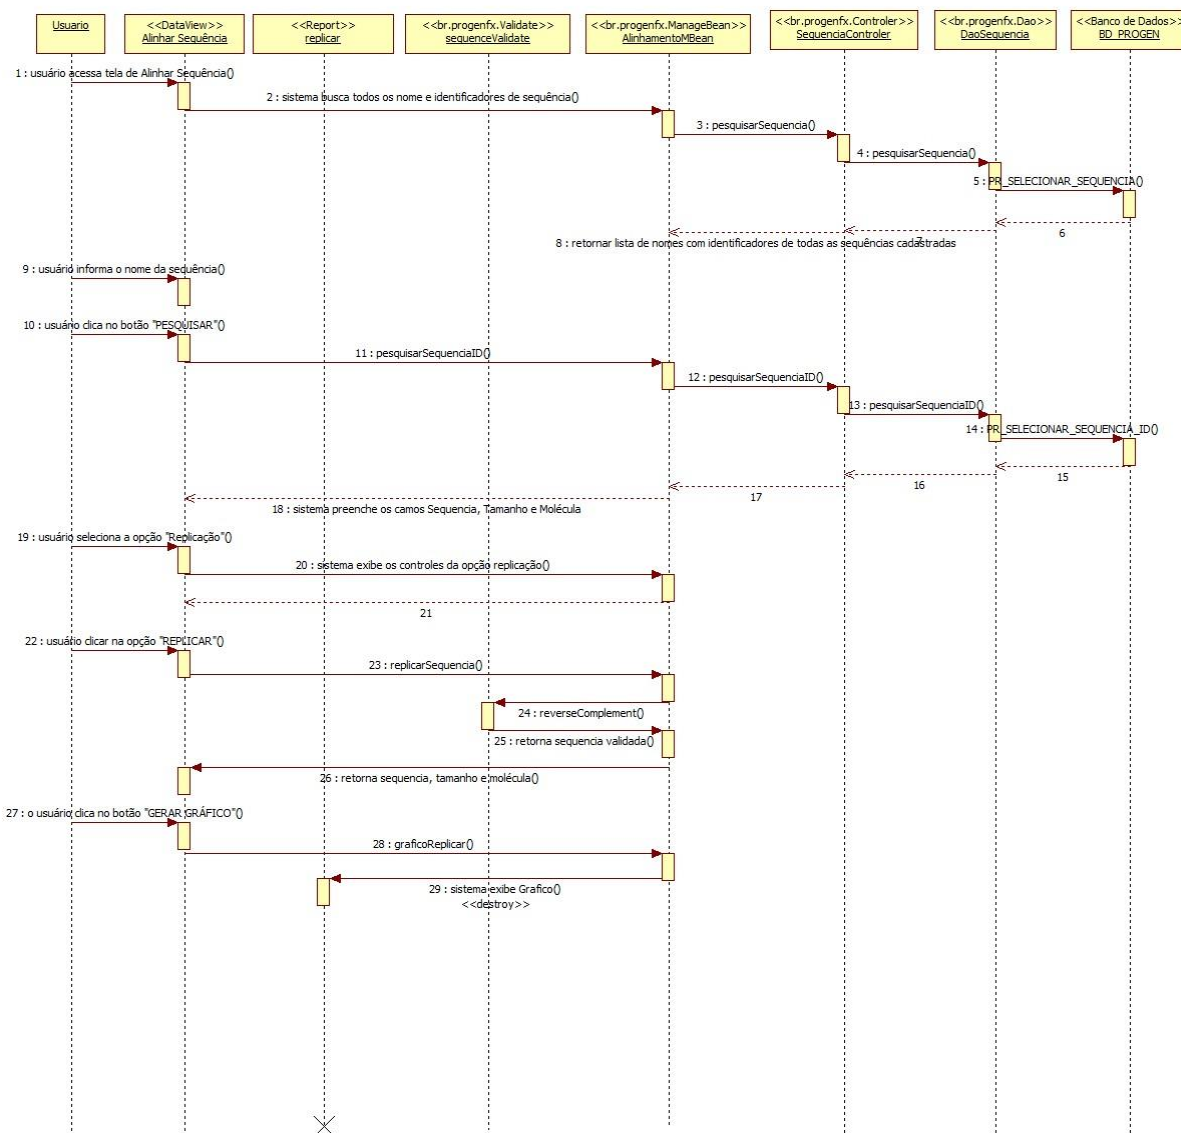 Usuario
<<DataView>>
Alinhar Sequência
<<Report>>
replicar
<<br.progenfx.Validate>>
sequenceValidate
<<br.progenfx.ManageBean>>
AlinhamentoMBean
<<br.progenfx.Controler>>
SequenciaControler
<<br.progenfx.Dao>>
DaoSequencia
<<Banco de Dados>>
BD_PROGEN
1 : usuário acessa tela de Alinhar Sequência()
2 : sistema busca todos os nome e identificadores de sequência()
3 : pesquisarSequencia()
4 : pesquisarSequencia()
5 : PR_SELECIONAR_SEQUENCIA()
6
7
8 : retornar lista de nomes com identificadores de todas as sequências cadastradas
9 : usuário informa o nome da sequência()
10 : usuário clica no botão "PESQUISAR"()
11 : pesquisarSequenciaID()
12 : pesquisarSequenciaID()
13 : pesquisarSequenciaID()
14 : PR_SELECIONAR_SEQUENCIA_ID()
15
16
17
18 : sistema preenche os camos Sequencia, Tamanho e Molécula
19 : usuário seleciona a opção "Replicação"()
20 : sistema exibe os controles da opção replicação()
21
22 : usuário clicar na opção "REPLICAR"()
23 : replicarSequencia()
24 : reverseComplement()
25 : retorna sequencia validada()
26 : retorna sequencia, tamanho e molécula()
27 : o usuário clica no botão "GERAR GRÁFICO"()
28 : graficoReplicar()
29 : sistema exibe Grafico()
<<destroy>>